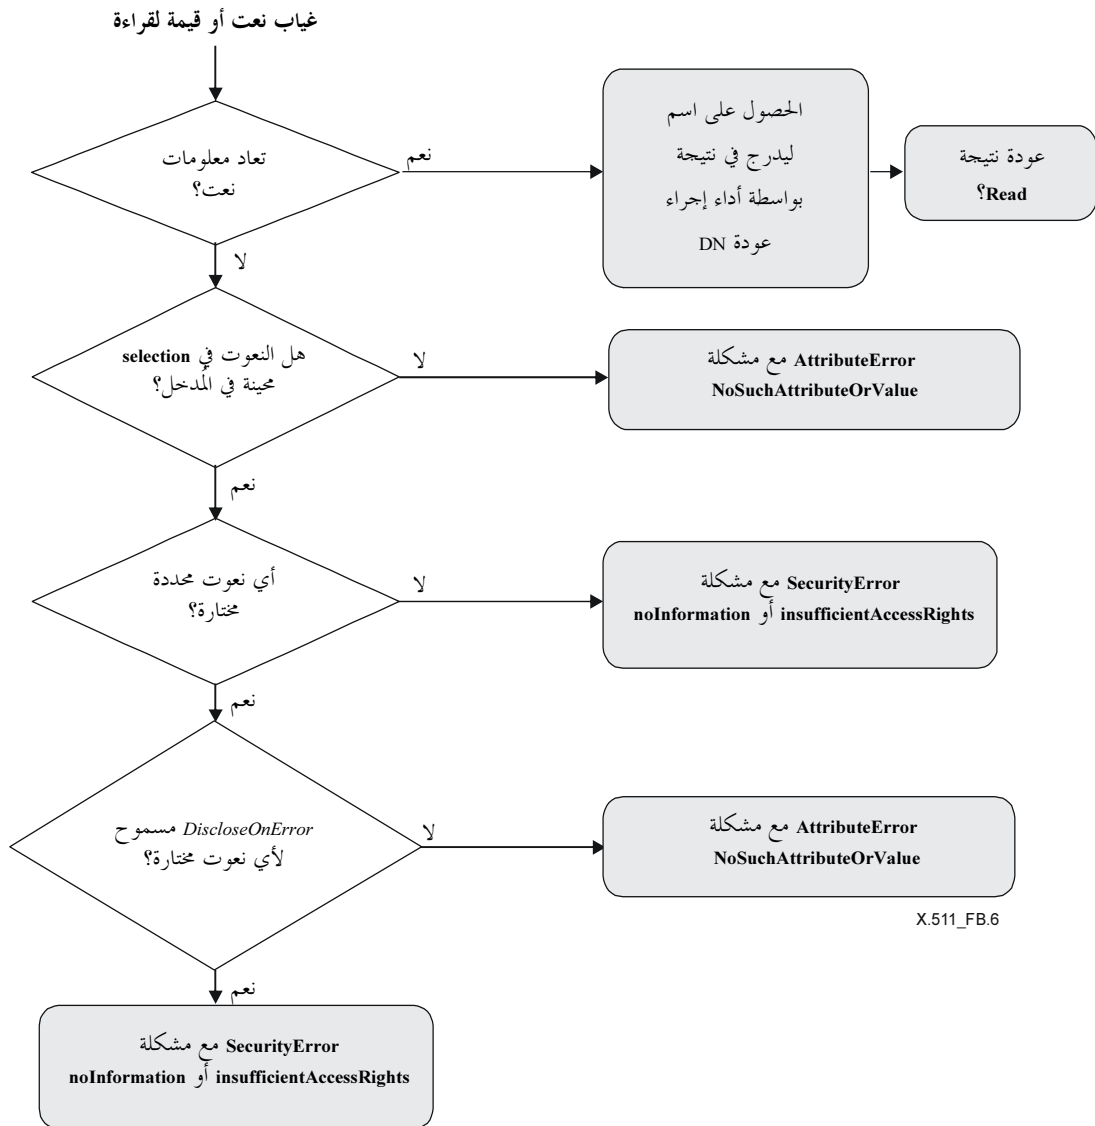 غياب نعت أو قيمة لقراءة
تعاد معلومات
نعت؟
نعم
الحصول على اسم
ليدرج في نتيجة
بواسطة أداء إجراء
عودة DN
عودة نتيجة
Read؟
لا
هل النعوت في selection
محينة في المُدخل؟
لا
AttributeError مع مشكلة
NoSuchAttributeOrValue
نعم
أي نعوت محددة
مختارة؟
لا
SecurityError مع مشكلة
insufficientAccessRights أو noInformation
نعم
DiscloseOnError مسموح
لأي نعوت مختارة؟
لا
AttributeError مع مشكلة
NoSuchAttributeOrValue
X.511_FB.6
نعم
SecurityError مع مشكلة
insufficientAccessRights أو noInformation